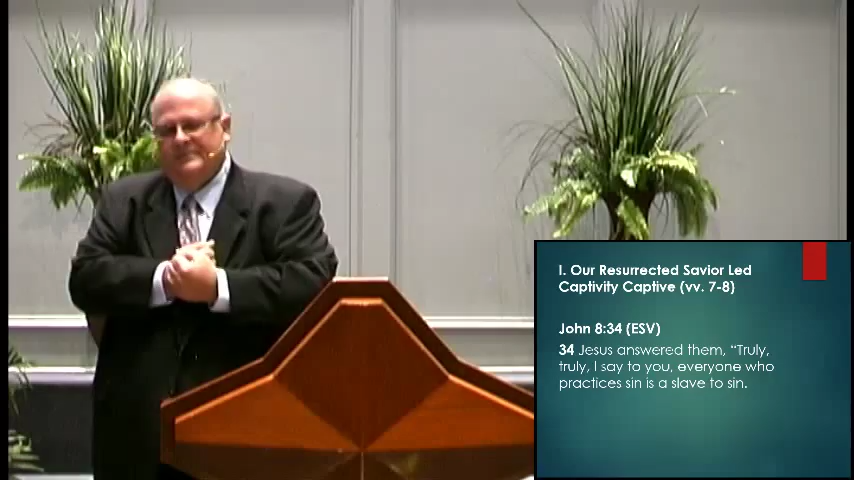 I. Our Resurrected Savior Led
Captivity Captive (vv. 7-8)
John 8:34 (ESV)
34 Jesus answered them, “Truly,
truly, I say to you, everyone who
practices sin is a slave to sin.